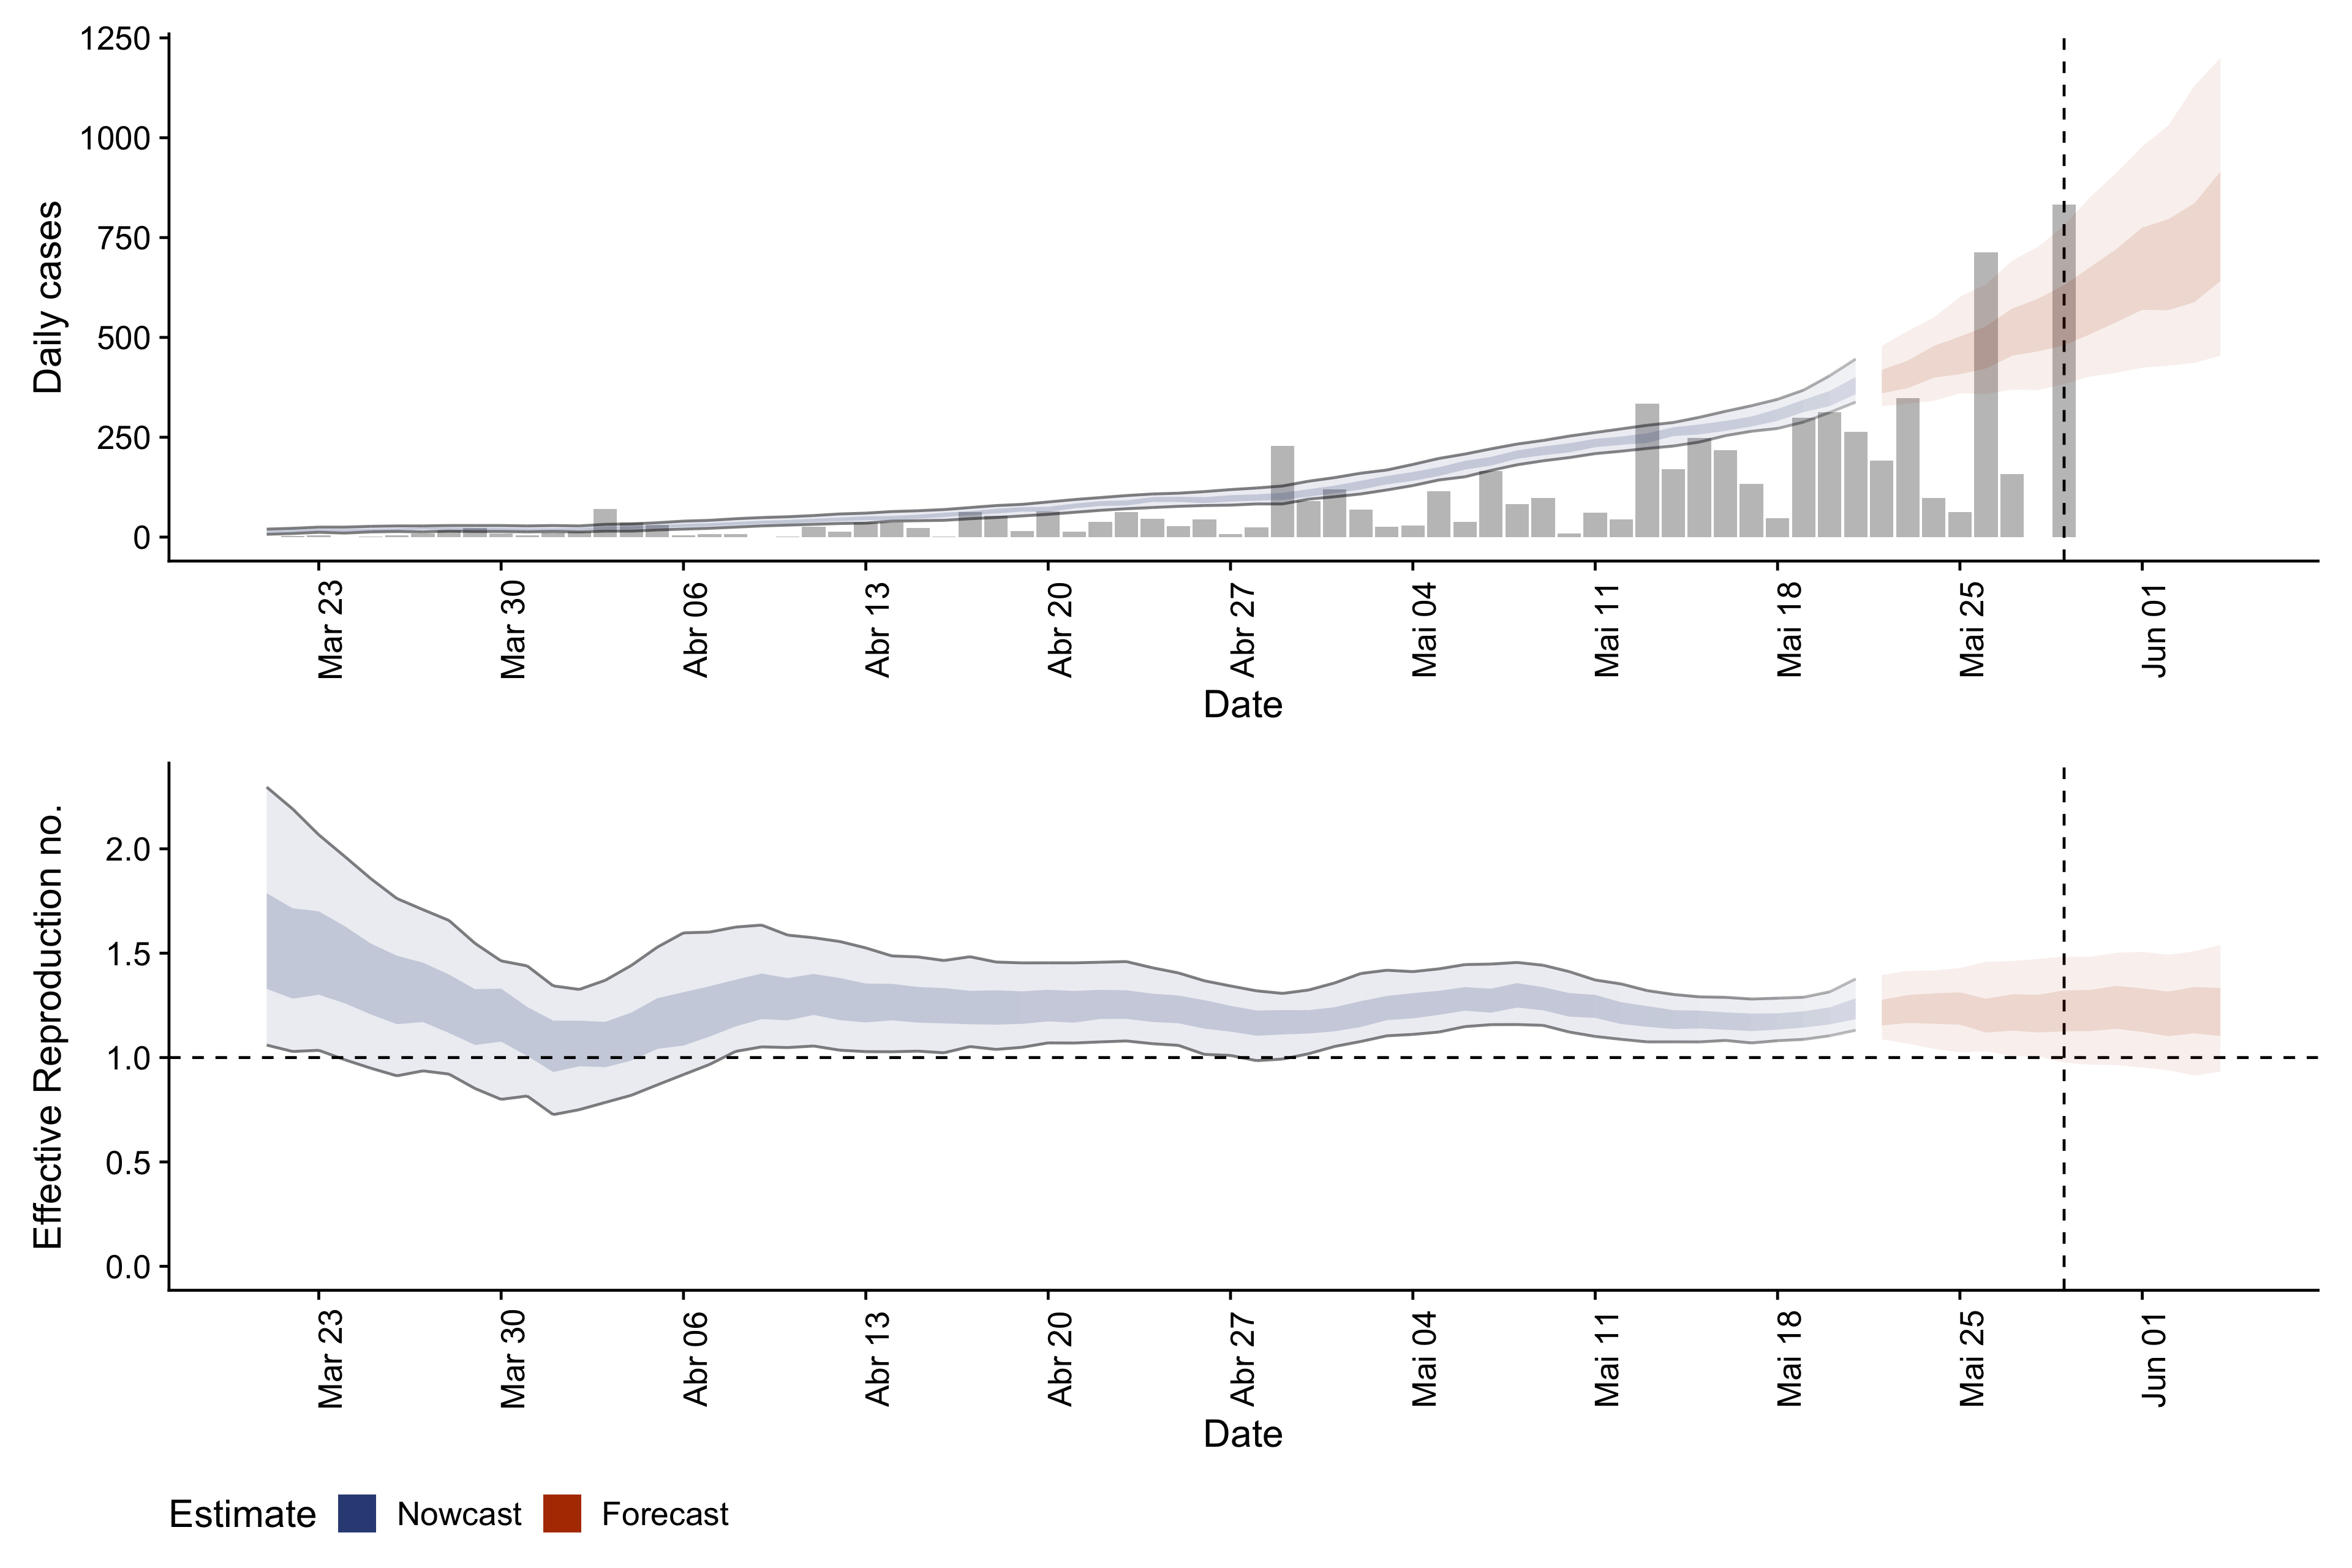 Daily cases
1250
1000
750
500
250
0
Mar 23
Mar 30
Abr 06
Abr 13
Abr 20
Abr 27
Mai 04
Mai 11
Mai 18
Mai 25
Jun 01
Date
Effective Reproduction no.
2.0
1.5
1.0
0.5
0.0
Mar 23
Mar 30
Abr 06
Abr 13
Abr 20
Abr 27
Mai 04
Mai 11
Mai 18
Mai 25
Jun 01
Date
Estimate Nowcast Forecast